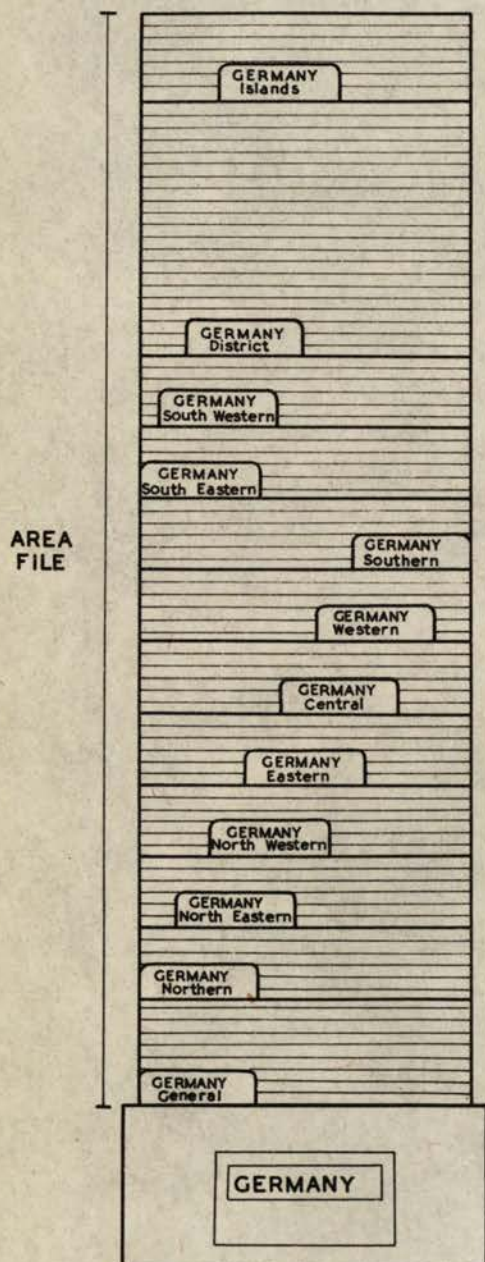 GERMANY
Islands
GERMANY
District
GERMANY
South Western
GERMANY
South Eastern
AREA
FILE
GERMANY
Southern
GERMANY
Western
GERMANY
Central
GERMANY
Eastern
GERMANY
North Western
GERMANY
North Eastern
GERMANY
Northern
GERMANY
General
GERMANY